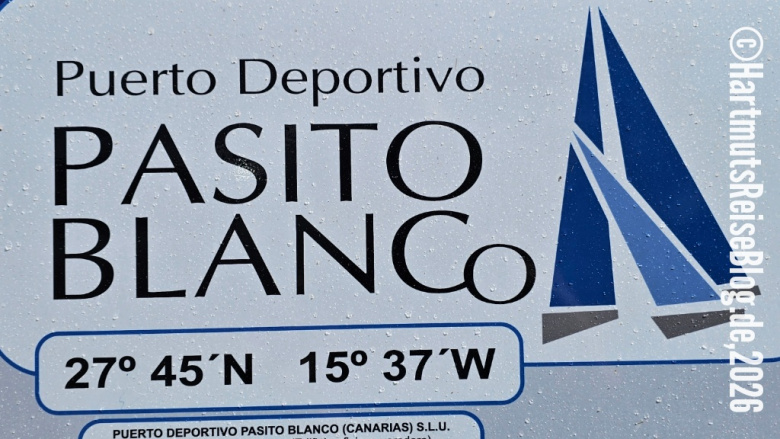 Puerto Deportivo
PASITO
BLANCO
27º 45´N 15º 37´W
PUERTO DEPORTIVO PASITO BLANCO (CANARIAS) S.L.U.
©HartmutsReiseBlog.de,2026